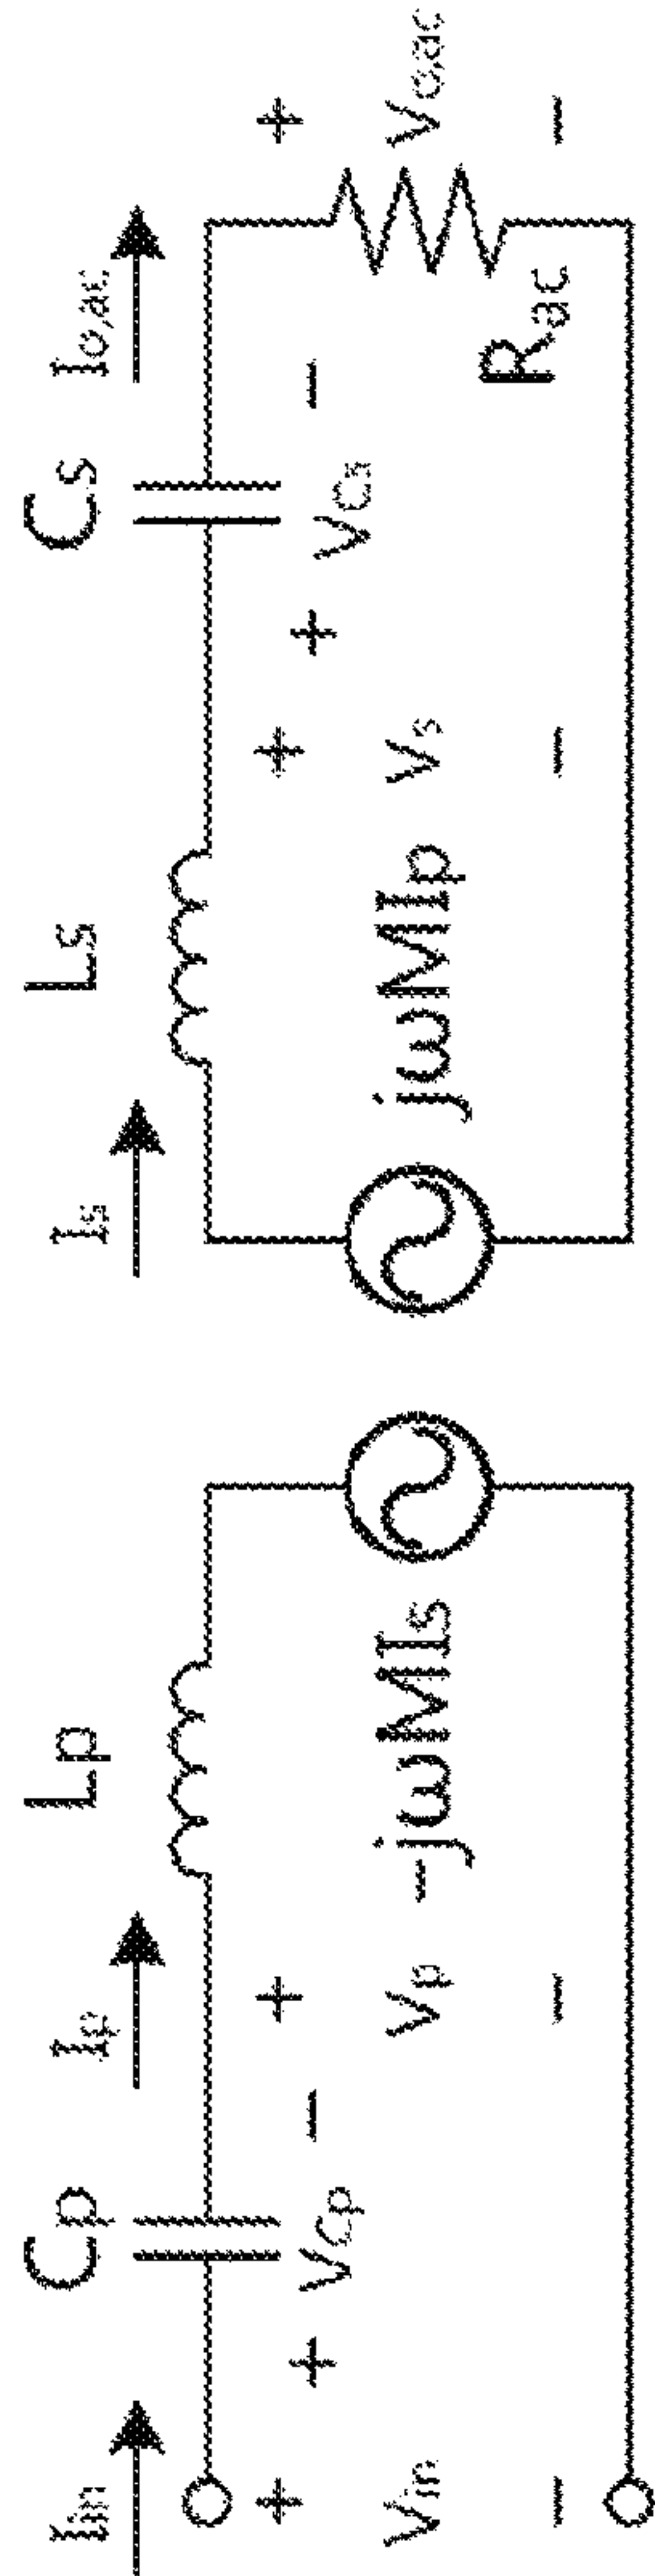 Iin Cp Ip Lp Is Ls Cs Io,ac
+ VCp − + VCs −
+ + + +
Vin Vp -jωMIs jωMIp Vs Vo,ac
− − − −
Rac